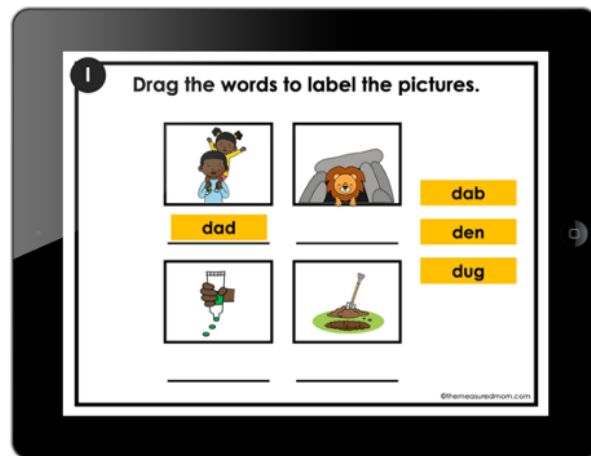 1
Drag the words to label the pictures.
dad
dab
den
dug
©themeasuredmom.com